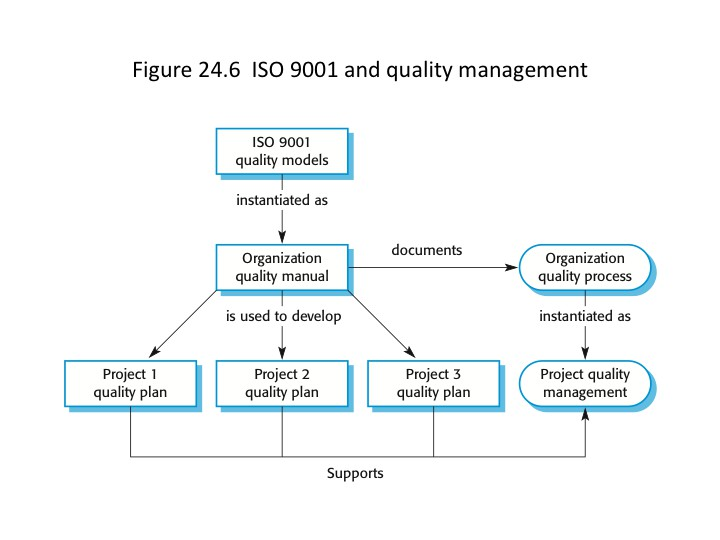 Figure 24.6 ISO 9001 and quality management
ISO 9001
quality models
instantiated as
Organization
quality manual
documents
Organization
quality process
is used to develop
instantiated as
Project 1
quality plan
Project 2
quality plan
Project 3
quality plan
Project quality
management
Supports